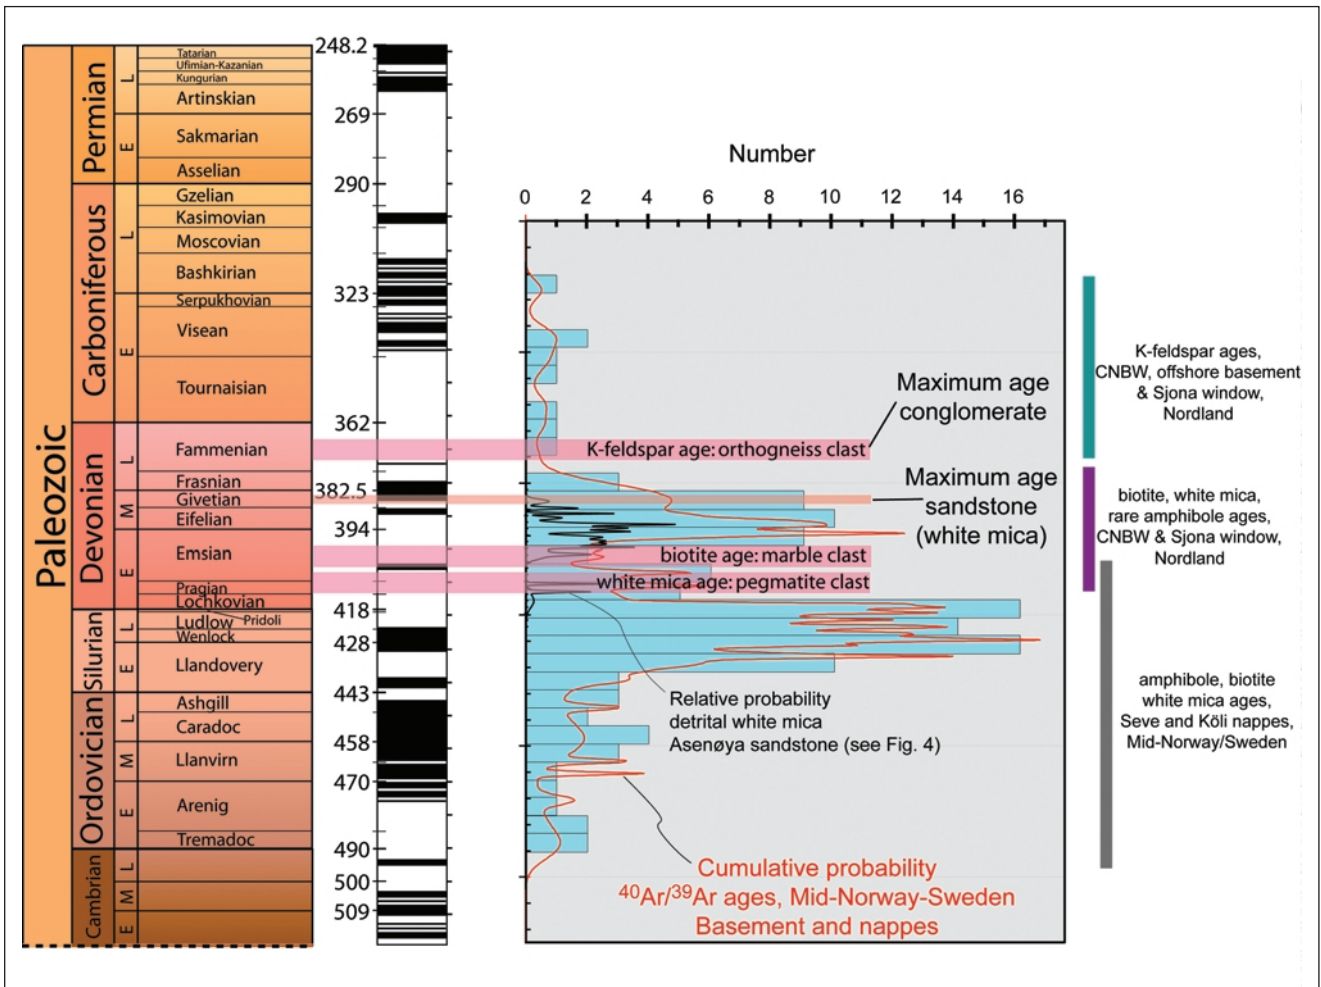 Paleozoic
Permian
L
E
Tatarian
Ufimian-Kazanian
Kungurian
Artinskian
Sakmarian
Asselian
Carboniferous
L
E
Gzelian
Kasimovian
Moscovian
Bashkirian
Serpukhovian
Visean
Tournaisian
Devonian
L
M
E
Fammenian
Frasnian
Givetian
Eifelian
Emsian
Pragian
Lochkovian
Silurian
L
E
Ludlow
Pridoli
Wenlock
Llandovery
Ordovician
L
M
E
Ashgill
Caradoc
Llanvirn
Arenig
Tremadoc
Cambrian
L
M
E
248.2
269
290
323
362
382.5
394
418
428
443
458
470
490
500
509
Number
0 2 4 6 8 10 12 14 16
Maximum age
conglomerate
K-feldspar age: orthogneiss clast
Maximum age
sandstone
(white mica)
biotite age: marble clast
white mica age: pegmatite clast
Relative probability
detrital white mica
Asenøya sandstone (see Fig. 4)
Cumulative probability
⁴⁰Ar/³⁹Ar ages, Mid-Norway-Sweden
Basement and nappes
K-feldspar ages,
CNBW, offshore basement
& Sjona window,
Nordland
biotite, white mica,
rare amphibole ages,
CNBW & Sjona window,
Nordland
amphibole, biotite
white mica ages,
Seve and Köli nappes,
Mid-Norway/Sweden